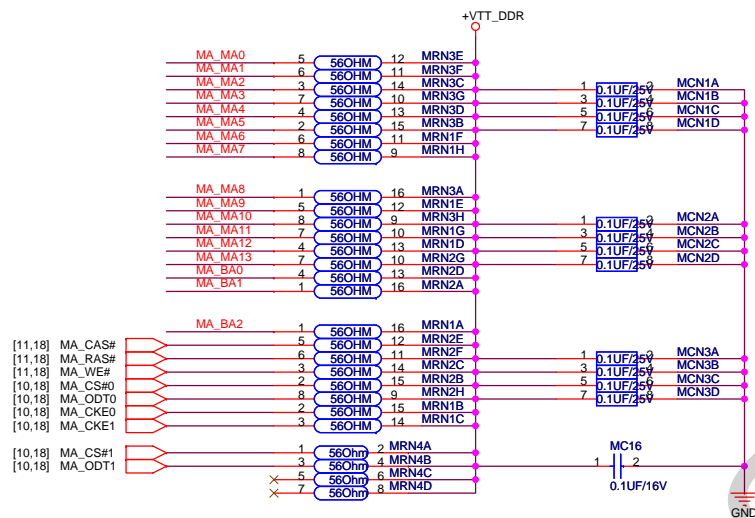 +VTT_DDR
MA_MA0 5 56OHM 12 MRN3E
MA_MA1 6 56OHM 11 MRN3F
MA_MA2 3 56OHM 14 MRN3C 1 0.1UF/25V 2 MCN1A
MA_MA3 7 56OHM 10 MRN3G 3 0.1UF/25V 4 MCN1B
MA_MA4 4 56OHM 13 MRN3D 5 0.1UF/25V 6 MCN1C
MA_MA5 2 56OHM 15 MRN3B 7 0.1UF/25V 8 MCN1D
MA_MA6 6 56OHM 11 MRN1F
MA_MA7 8 56OHM 9 MRN1H
MA_MA8 1 56OHM 16 MRN3A
MA_MA9 5 56OHM 12 MRN1E
MA_MA10 8 56OHM 9 MRN3H 1 0.1UF/25V 2 MCN2A
MA_MA11 7 56OHM 10 MRN1G 3 0.1UF/25V 4 MCN2B
MA_MA12 4 56OHM 13 MRN1D 5 0.1UF/25V 6 MCN2C
MA_MA13 7 56OHM 10 MRN2G 7 0.1UF/25V 8 MCN2D
MA_BA0 4 56OHM 13 MRN2D
MA_BA1 1 56OHM 16 MRN2A
MA_BA2 1 56OHM 16 MRN1A
[11,18] MA_CAS# 5 56OHM 12 MRN2E
[11,18] MA_RAS# 6 56OHM 11 MRN2F 1 0.1UF/25V 2 MCN3A
[11,18] MA_WE# 3 56OHM 14 MRN2C 3 0.1UF/25V 4 MCN3B
[10,18] MA_CS#0 2 56OHM 15 MRN2B 5 0.1UF/25V 6 MCN3C
[10,18] MA_ODT0 8 56OHM 9 MRN2H 7 0.1UF/25V 8 MCN3D
[10,18] MA_CKE0 2 56OHM 15 MRN1B
[10,18] MA_CKE1 3 56OHM 14 MRN1C
[10,18] MA_CS#1 1 56Ohm 2 MRN4A MC16
[10,18] MA_ODT1 3 56Ohm 4 MRN4B 1 2
5 56Ohm 6 MRN4C 0.1UF/16V
7 56Ohm 8 MRN4D
GND